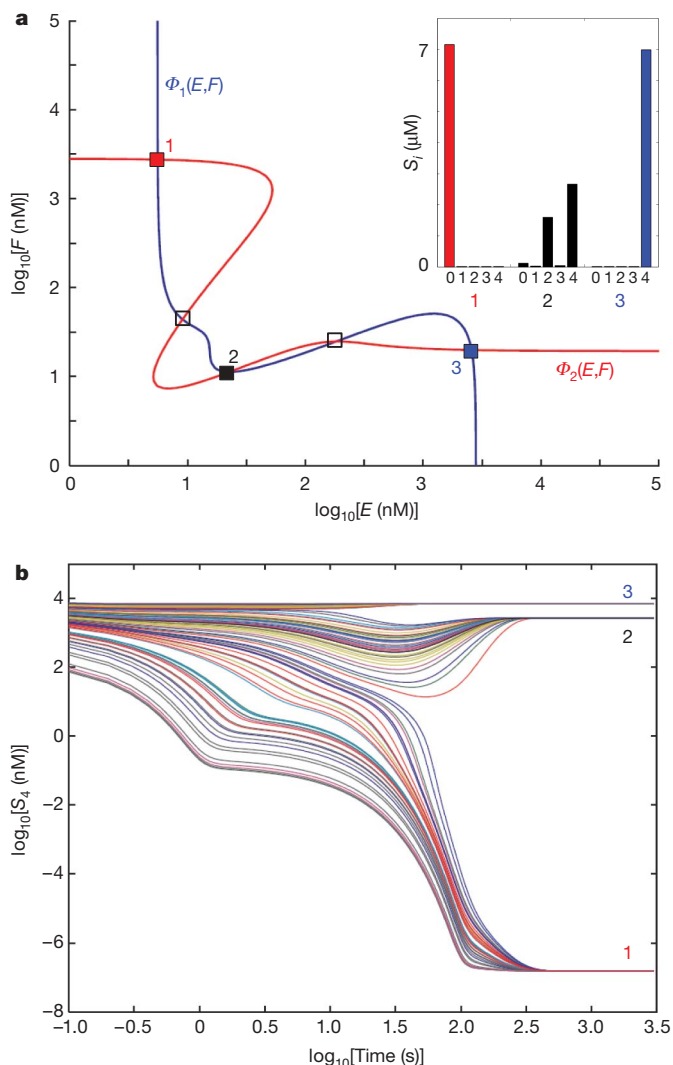 a
5
4
3
2
1
0
log10[F (nM)]
Φ1(E,F)
1
2
3
Φ2(E,F)
0 1 2 3 4 5
log10[E (nM)]
7
0
Si (μM)
0 1 2 3 4 0 1 2 3 4 0 1 2 3 4
1 2 3
b
4
2
0
−2
−4
−6
−8
log10[S4 (nM)]
3
2
1
−1.0 −0.5 0 0.5 1.0 1.5 2.0 2.5 3.0 3.5
log10[Time (s)]